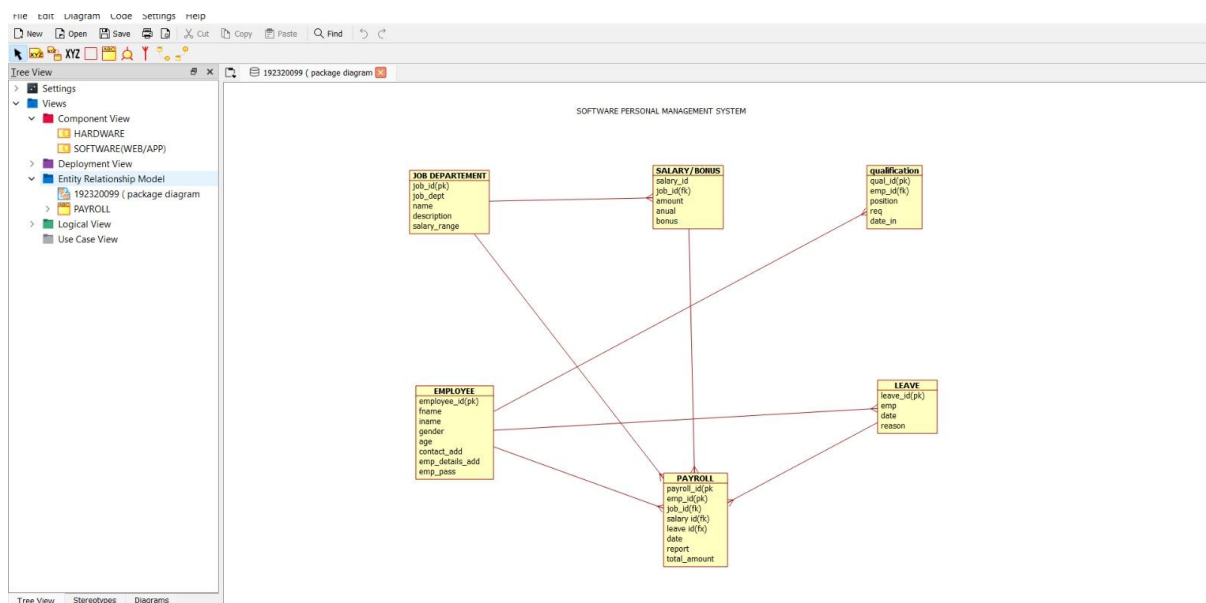 File Edit Diagram Code Settings Help
New Open Save Cut Copy Paste Find
XYZ XYZ ABC
Tree View
192320099 ( package diagram
Settings
Views
Component View
HARDWARE
SOFTWARE(WEB/APP)
Deployment View
Entity Relationship Model
192320099 ( package diagram
PAYROLL
Logical View
Use Case View
SOFTWARE PERSONAL MANAGEMENT SYSTEM
JOB DEPARTEMENT
job_id(pk)
job_dept
name
description
salary_range
SALARY/BONUS
salary_id
job_id(fk)
amount
anual
bonus
qualification
qual_id(pk)
emp_id(fk)
position
req
date_in
EMPLOYEE
employee_id(pk)
fname
iname
gender
age
contact_add
emp_details_add
emp_pass
LEAVE
leave_id(pk)
emp
date
reason
PAYROLL
payroll_id(pk
emp_id(pk)
job_id(fk)
salary id(fk)
leave id(fx)
date
report
total_amount
Tree View Stereotypes Diagrams